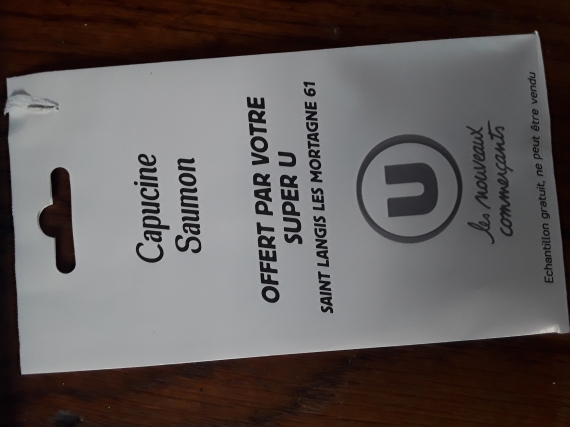 Capucine
Saumon
OFFERT PAR VOTRE
SUPER U
SAINT LANGIS LES MORTAGNE 61
U
les nouveaux
commerçants
Echantillon gratuit, ne peut être vendu